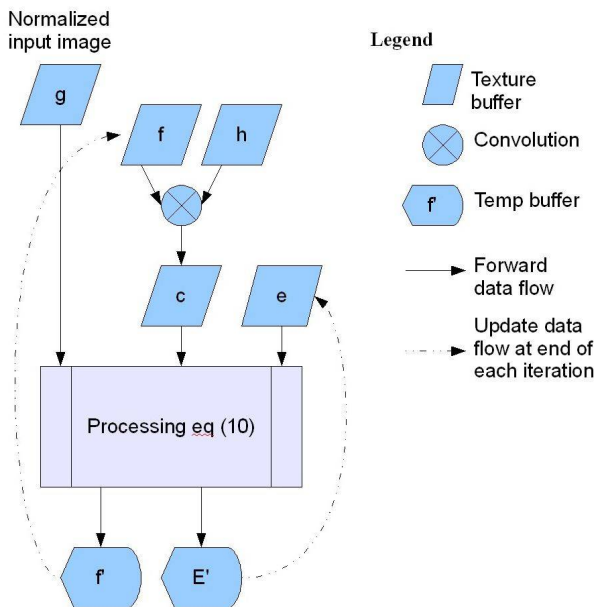 Normalized
input image
g
f
h
c
e
Processing eq (10)
f'
E'
Legend
Texture
buffer
Convolution
f'
Temp buffer
Forward
data flow
Update data
flow at end of
each iteration